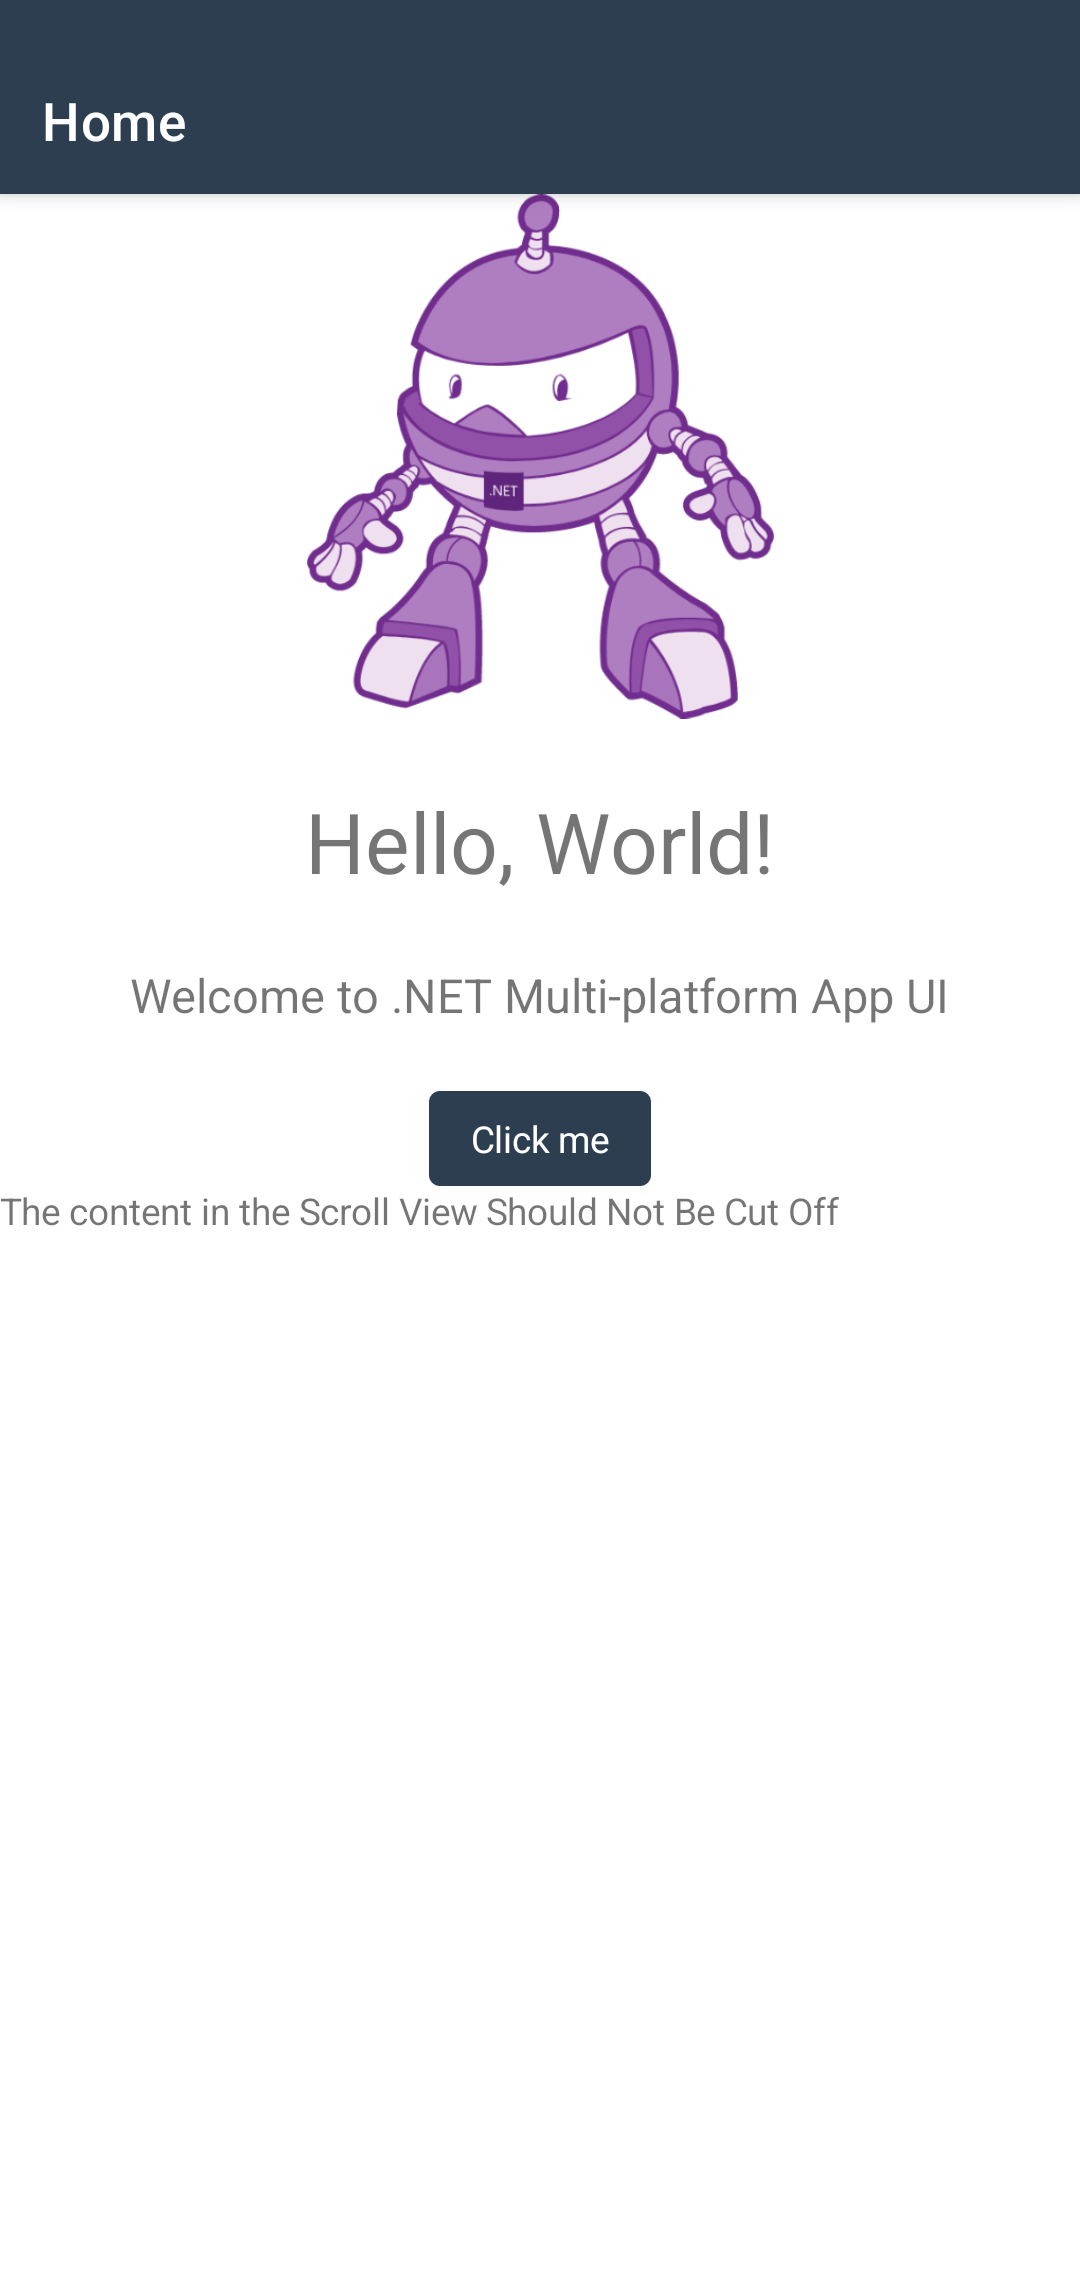 Home
.NET
Hello, World!
Welcome to .NET Multi-platform App UI
Click me
The content in the Scroll View Should Not Be Cut Off